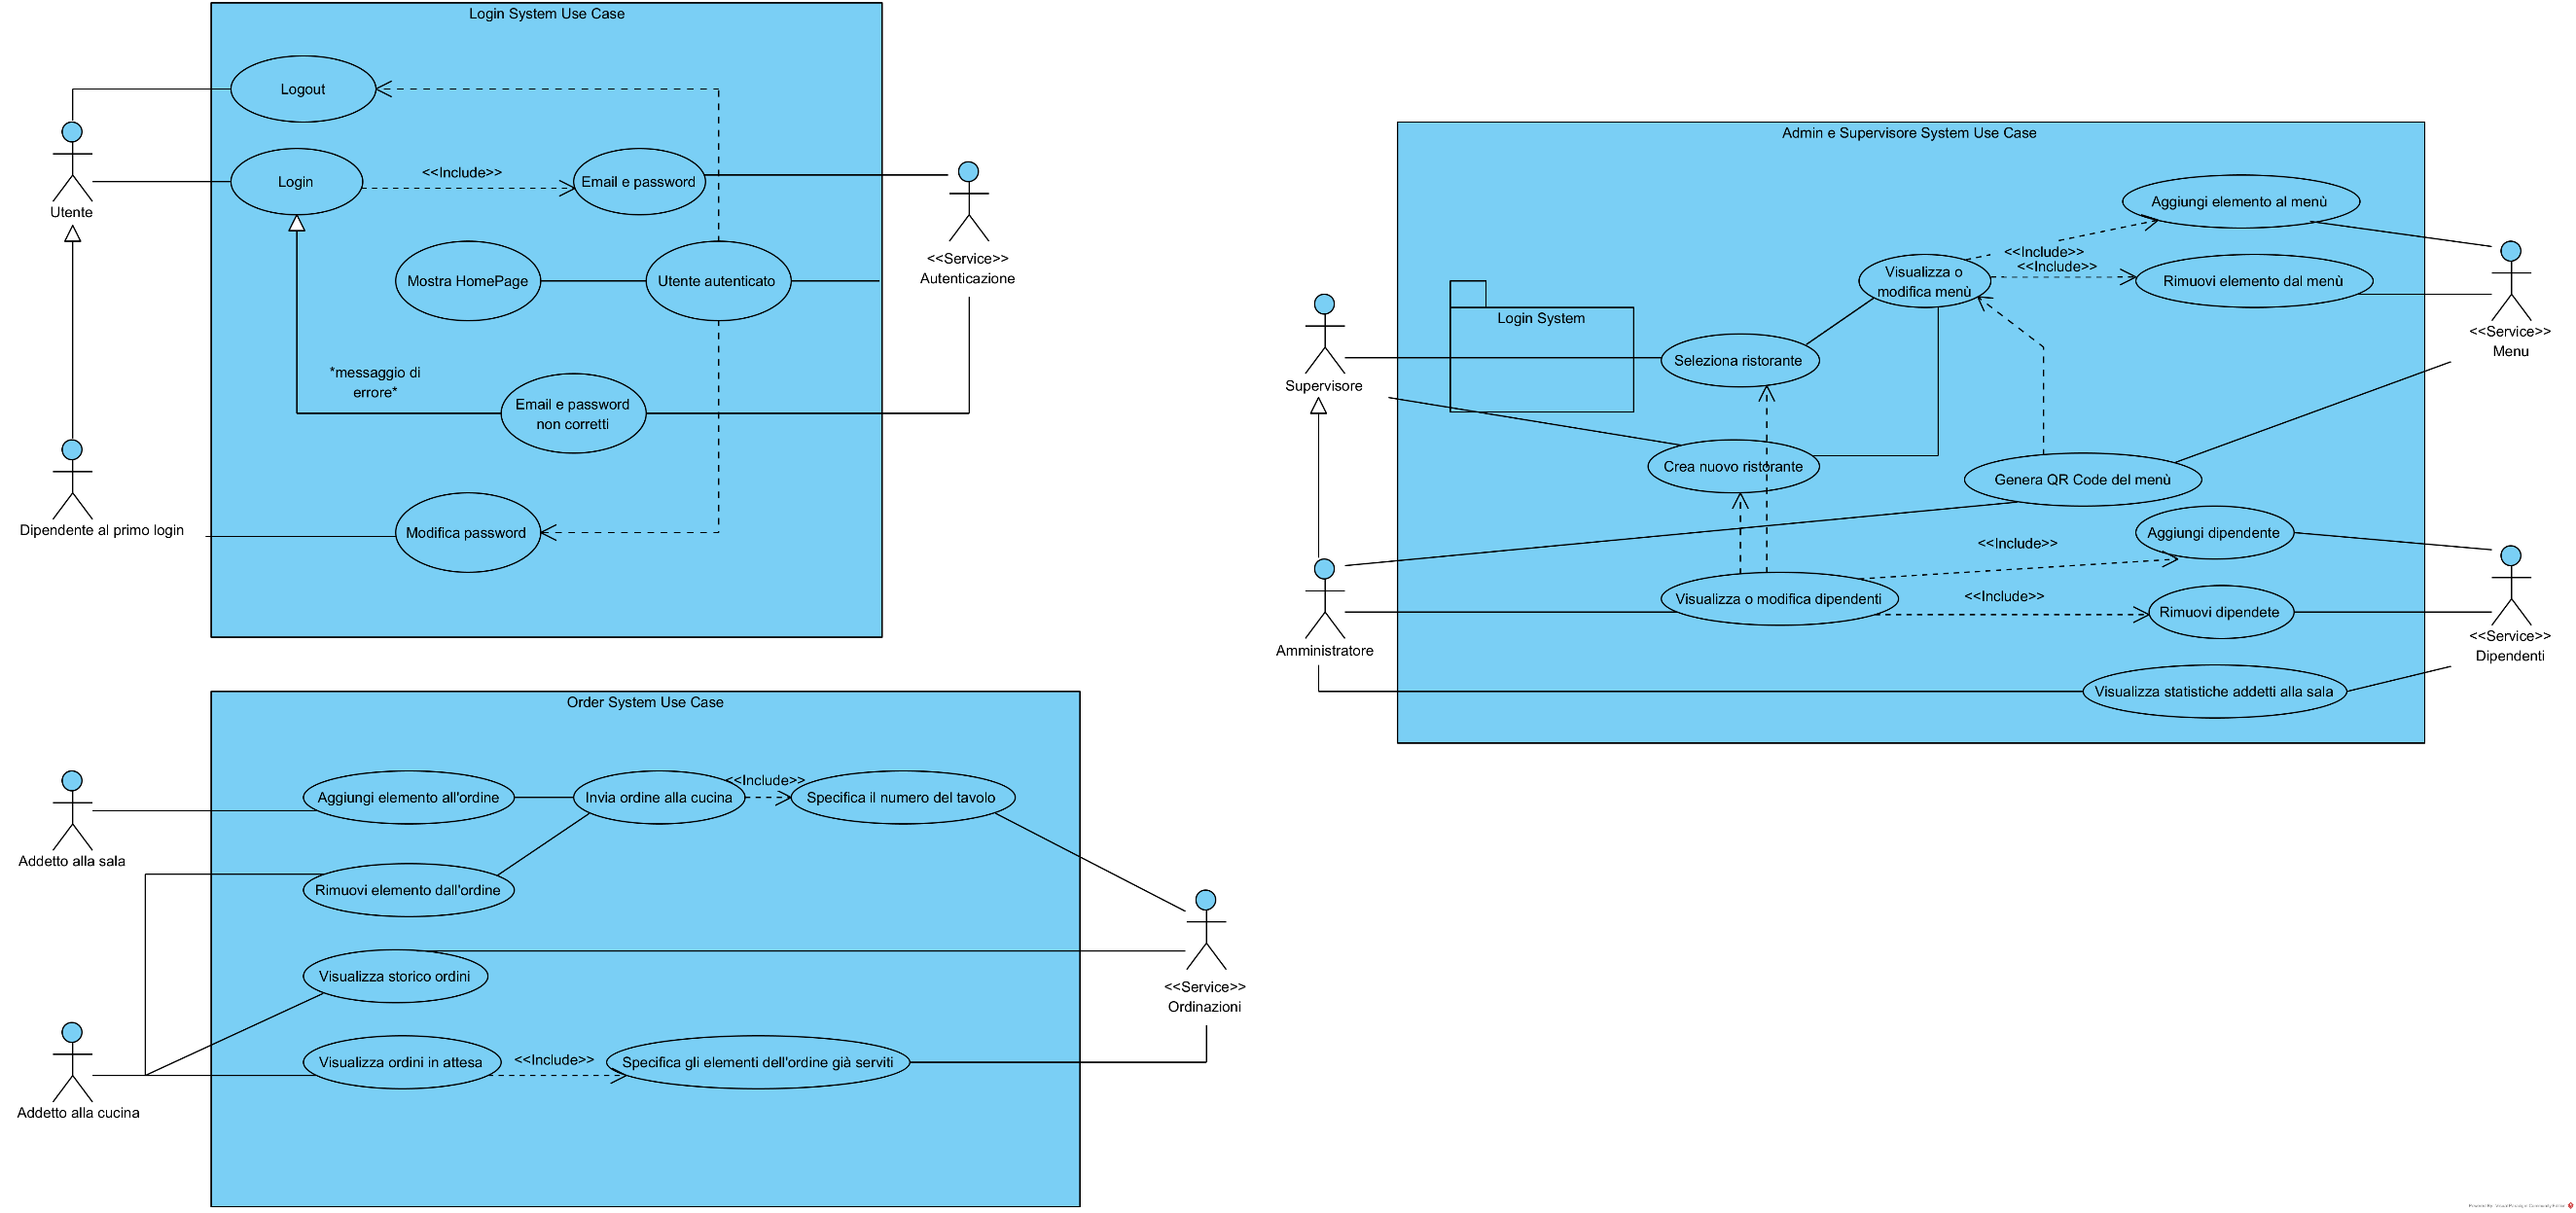 Login System Use Case
Logout
Login
<<Include>>
Email e password
Utente
<<Service>>
Autenticazione
Mostra HomePage
Utente autenticato
*messaggio di
errore*
Email e password
non corretti
Dipendente al primo login
Modifica password
Admin e Supervisore System Use Case
Aggiungi elemento al menù
<<Include>>
<<Include>>
Visualizza o
modifica menù
Rimuovi elemento dal menù
<<Service>>
Menu
Login System
Seleziona ristorante
Supervisore
Crea nuovo ristorante
Genera QR Code del menù
Aggiungi dipendente
<<Include>>
<<Include>>
Visualizza o modifica dipendenti
Rimuovi dipendete
Amministratore
<<Service>>
Dipendenti
Visualizza statistiche addetti alla sala
Order System Use Case
Aggiungi elemento all'ordine
Invia ordine alla cucina
<<Include>>
Specifica il numero del tavolo
Addetto alla sala
Rimuovi elemento dall'ordine
Visualizza storico ordini
<<Service>>
Ordinazioni
Visualizza ordini in attesa
<<Include>>
Specifica gli elementi dell'ordine già serviti
Addetto alla cucina